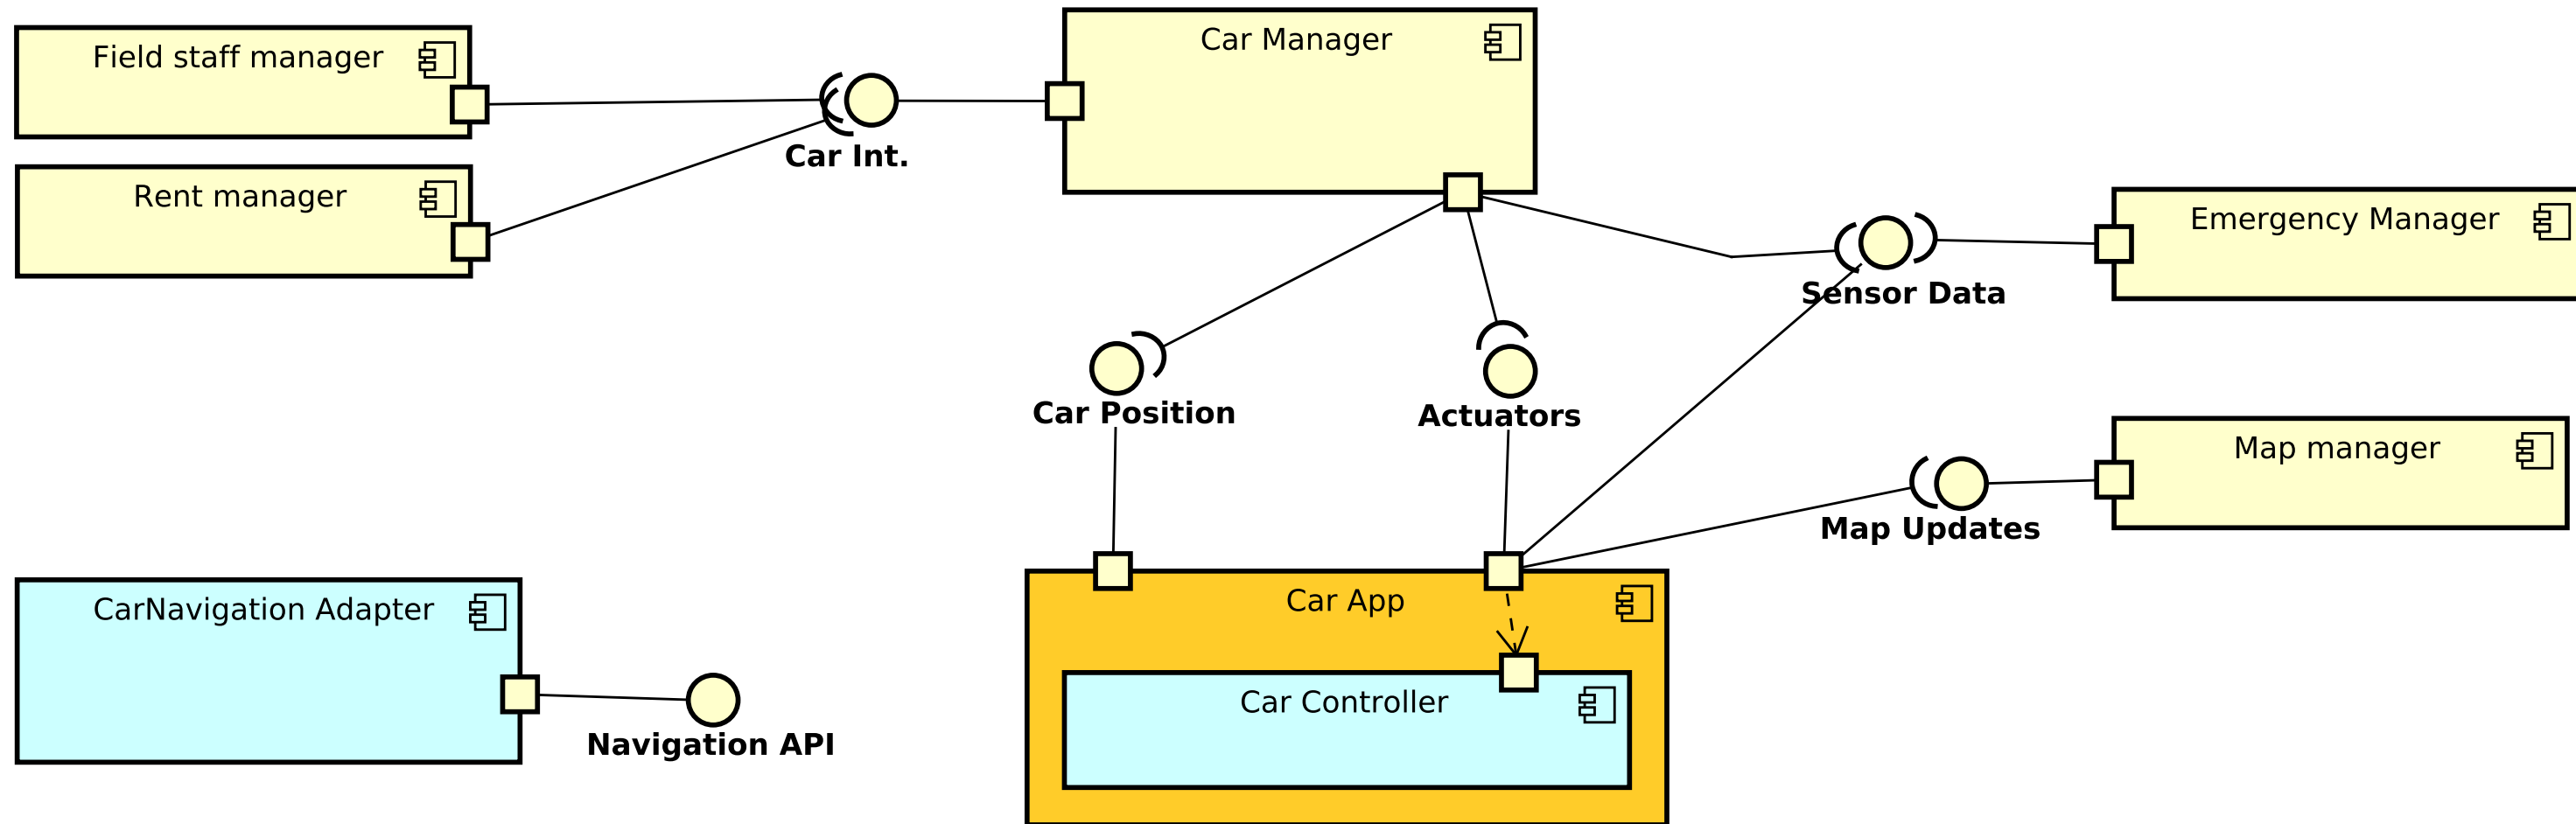 Car Manager
Field staff manager
Car Int.
Rent manager
Emergency Manager
Sensor Data
Car Position
Actuators
Map manager
Map Updates
CarNavigation Adapter
Car App
Car Controller
Navigation API